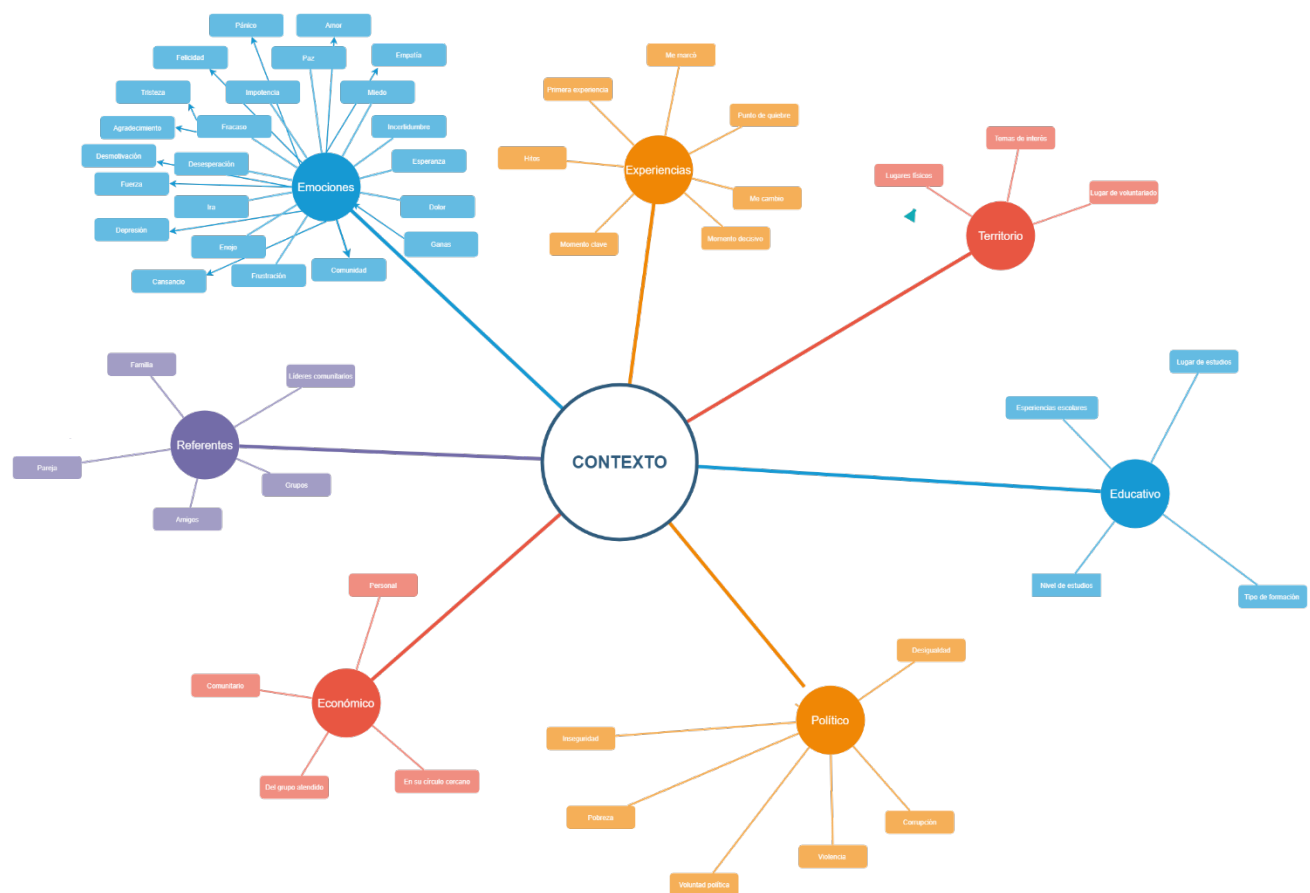 Pánico
Amor
Felicidad
Paz
Empatía
Tristeza
Impotencia
Miedo
Agradecimiento
Fracaso
Incertidumbre
Desmotivación
Desesperación
Esperanza
Fuerza
Emociones
Ira
Dolor
Depresión
Enojo
Ganas
Cansancio
Frustración
Comunidad
Me marcó
Primera experiencia
Punto de quiebre
Hitos
Experiencias
Me cambio
Momento clave
Momento decisivo
Temas de interés
Lugares físicos
Lugar de voluntariado
Territorio
Familia
Líderes comunitarios
Referentes
Pareja
Grupos
Amigos
CONTEXTO
Lugar de estudios
Experiencias escolares
Educativo
Nivel de estudios
Tipo de formación
Personal
Comunitario
Económico
Del grupo atendido
En su círculo cercano
Desigualdad
Político
Inseguridad
Pobreza
Corrupción
Violencia
Voluntad política